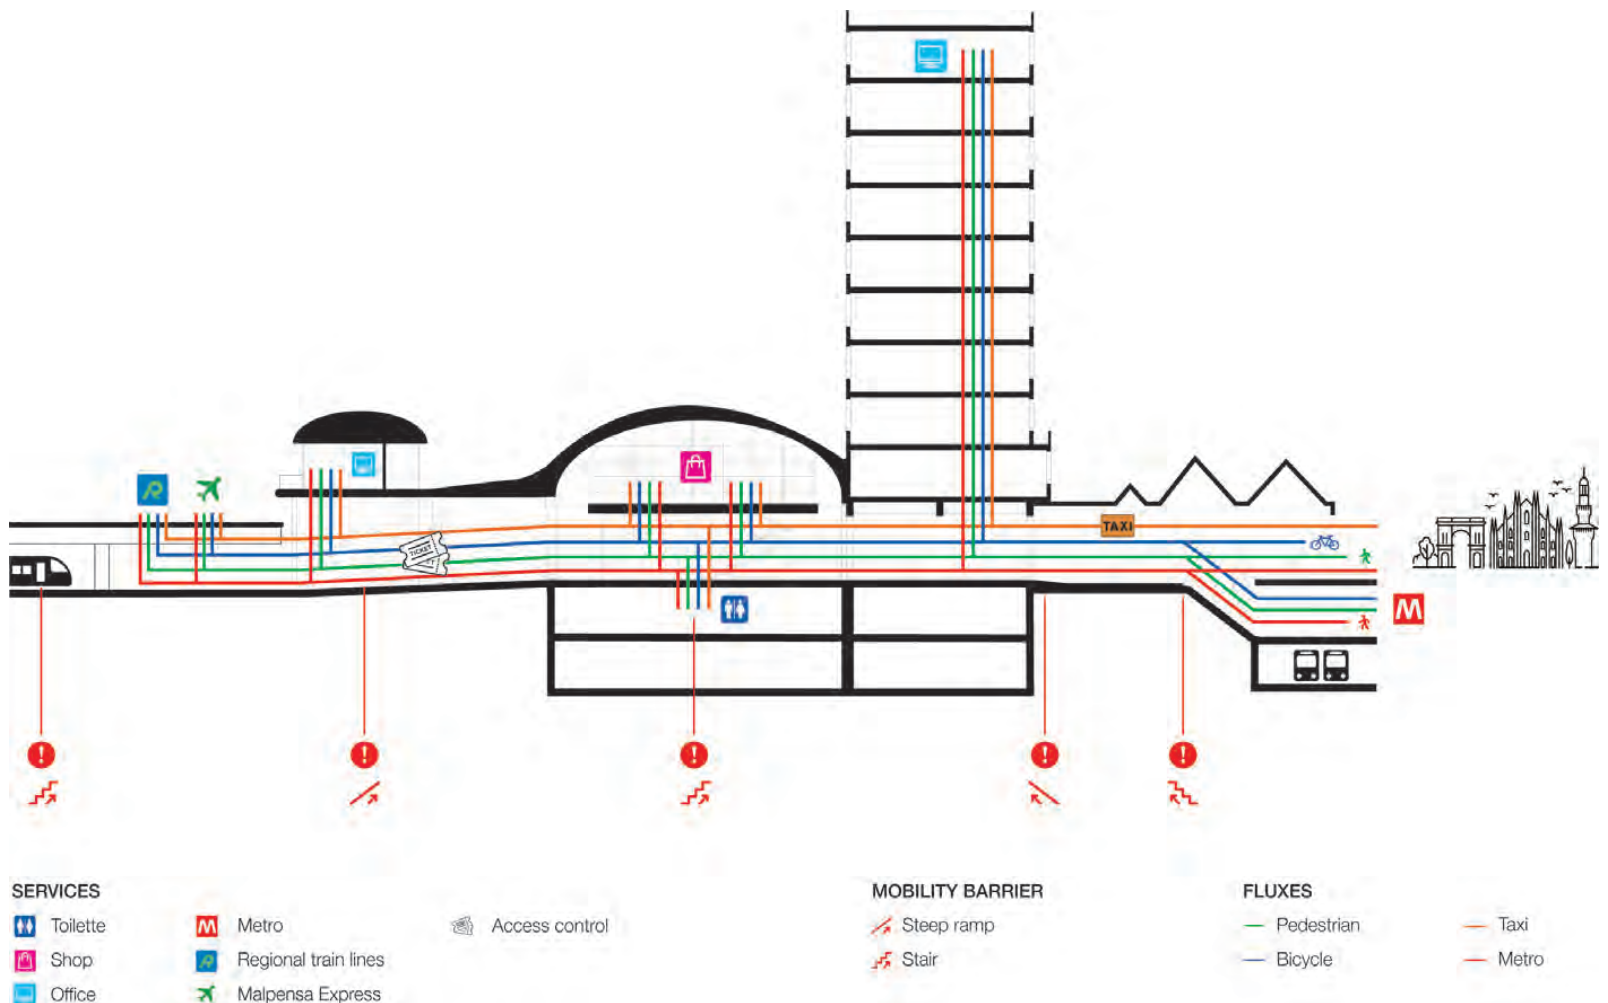 TICKET
TAXI
M
SERVICES
Toilette
Shop
Office
M Metro
R Regional train lines
Malpensa Express
Access control
MOBILITY BARRIER
Steep ramp
Stair
FLUXES
Pedestrian
Bicycle
Taxi
Metro